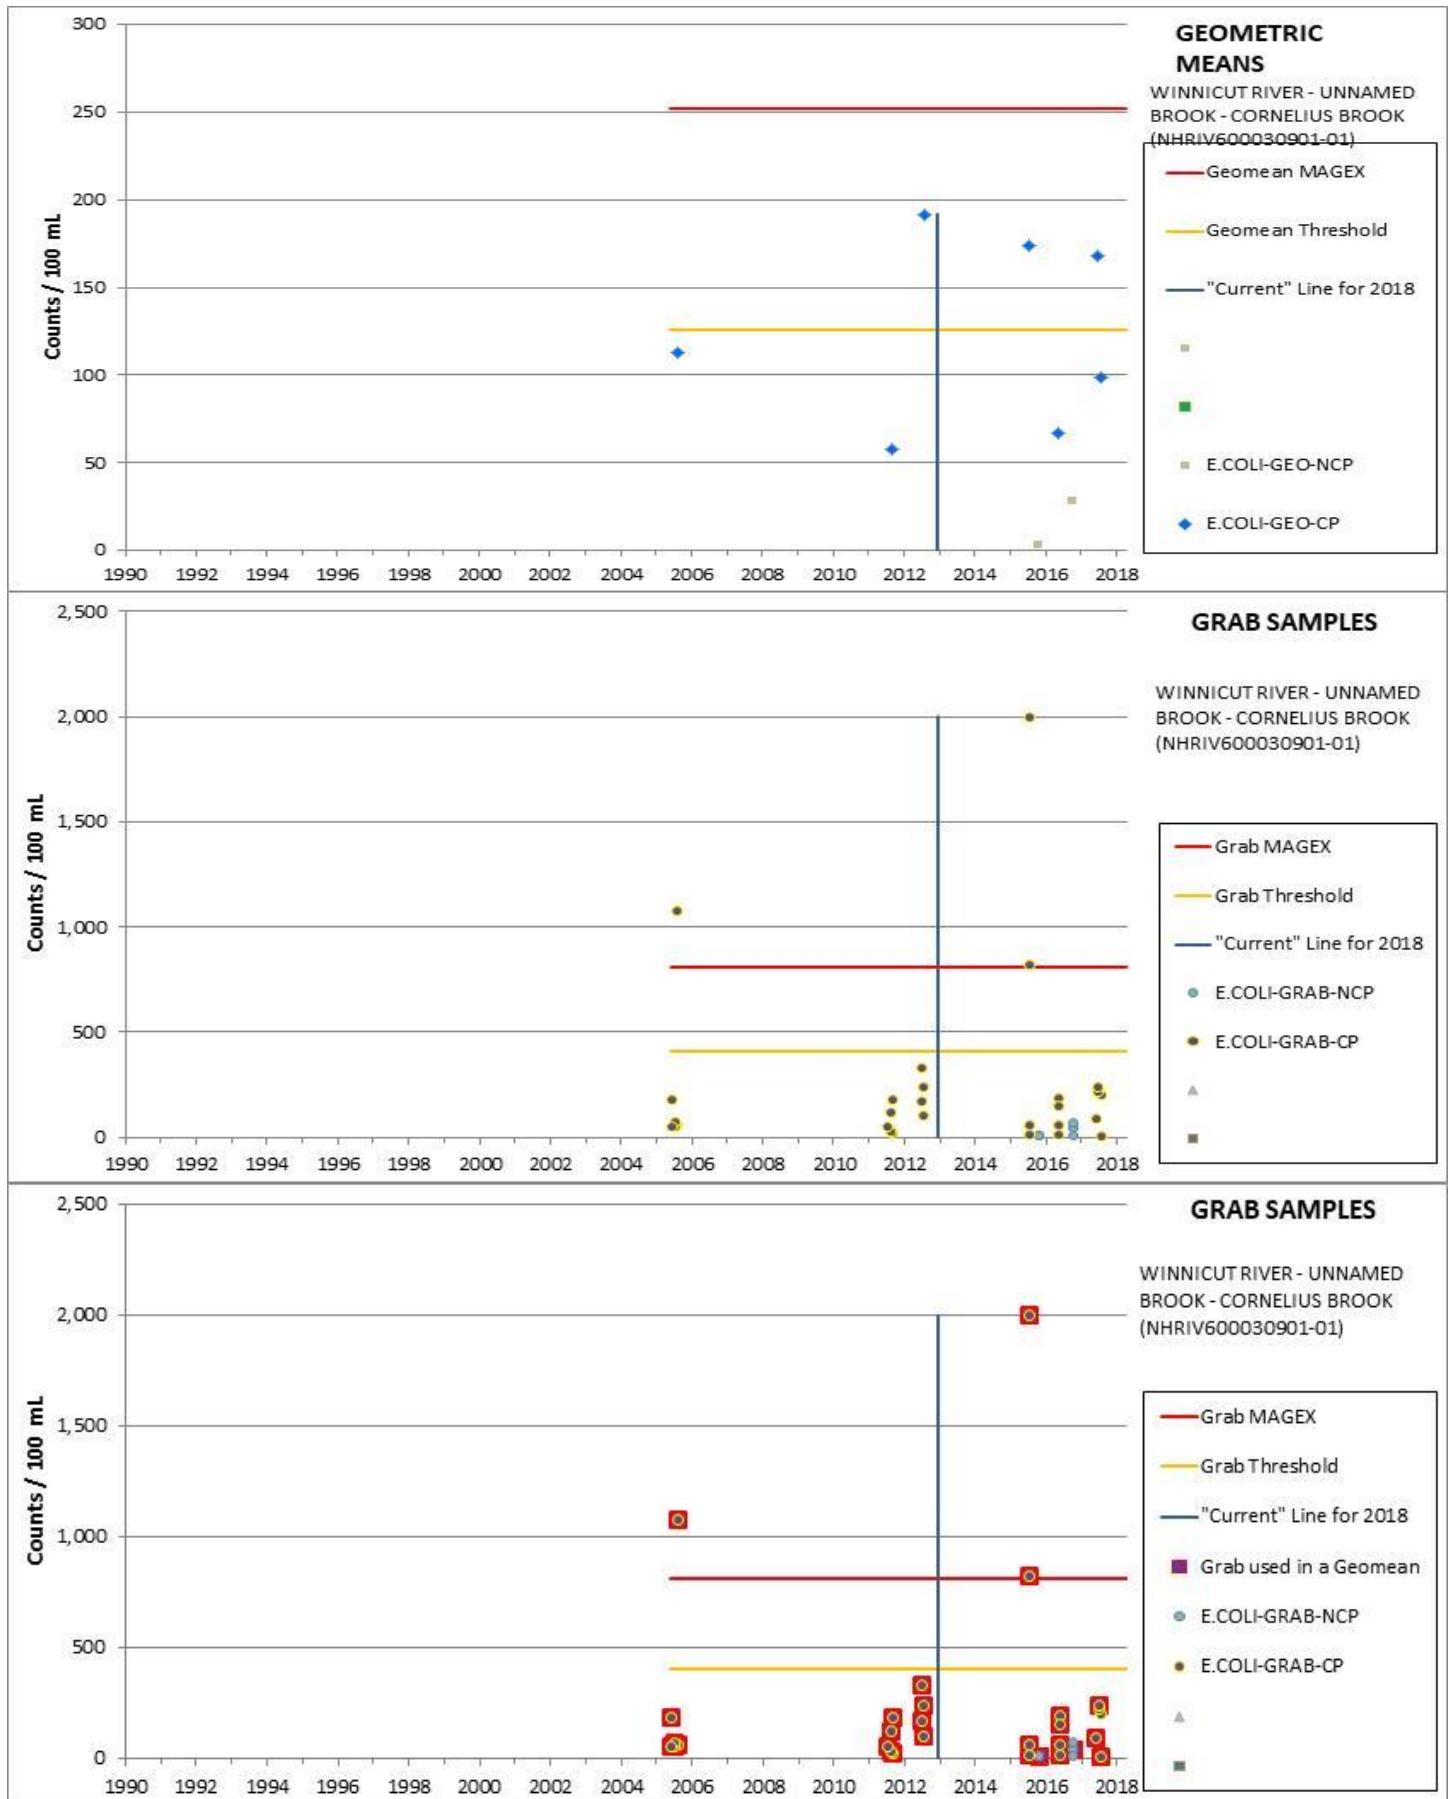 GEOMETRIC
MEANS
WINNICUT RIVER - UNNAMED
BROOK - CORNELIUS BROOK
(NHRIV600030901-01)
300
250
200
150
100
50
0
Counts / 100 mL
1990 1992 1994 1996 1998 2000 2002 2004 2006 2008 2010 2012 2014 2016 2018
Geomean MAGEX
Geomean Threshold
"Current" Line for 2018
E.COLI-GEO-NCP
E.COLI-GEO-CP
GRAB SAMPLES
WINNICUT RIVER - UNNAMED
BROOK - CORNELIUS BROOK
(NHRIV600030901-01)
2,500
2,000
1,500
1,000
500
0
Counts / 100 mL
1990 1992 1994 1996 1998 2000 2002 2004 2006 2008 2010 2012 2014 2016 2018
Grab MAGEX
Grab Threshold
"Current" Line for 2018
E.COLI-GRAB-NCP
E.COLI-GRAB-CP
GRAB SAMPLES
WINNICUT RIVER - UNNAMED
BROOK - CORNELIUS BROOK
(NHRIV600030901-01)
2,500
2,000
1,500
1,000
500
0
Counts / 100 mL
1990 1992 1994 1996 1998 2000 2002 2004 2006 2008 2010 2012 2014 2016 2018
Grab MAGEX
Grab Threshold
"Current" Line for 2018
Grab used in a Geomean
E.COLI-GRAB-NCP
E.COLI-GRAB-CP